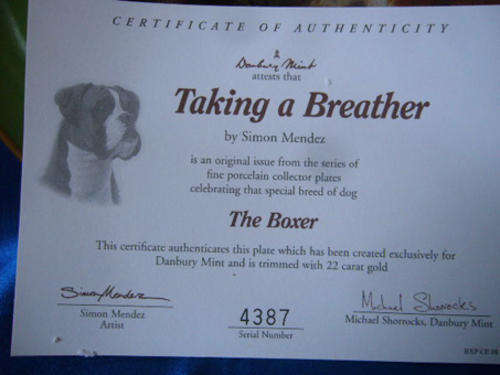 CERTIFICATE OF AUTHENTICITY
Danbury Mint
attests that
Taking a Breather
by Simon Mendez
is an original issue from the series of
fine porcelain collector plates
celebrating that special breed of dog
The Boxer
This certificate authenticates this plate which has been created exclusively for
Danbury Mint and is trimmed with 22 carat gold
Simon Mendez
Simon Mendez
Artist
4387
Serial Number
Michael Shorrocks
Michael Shorrocks, Danbury Mint